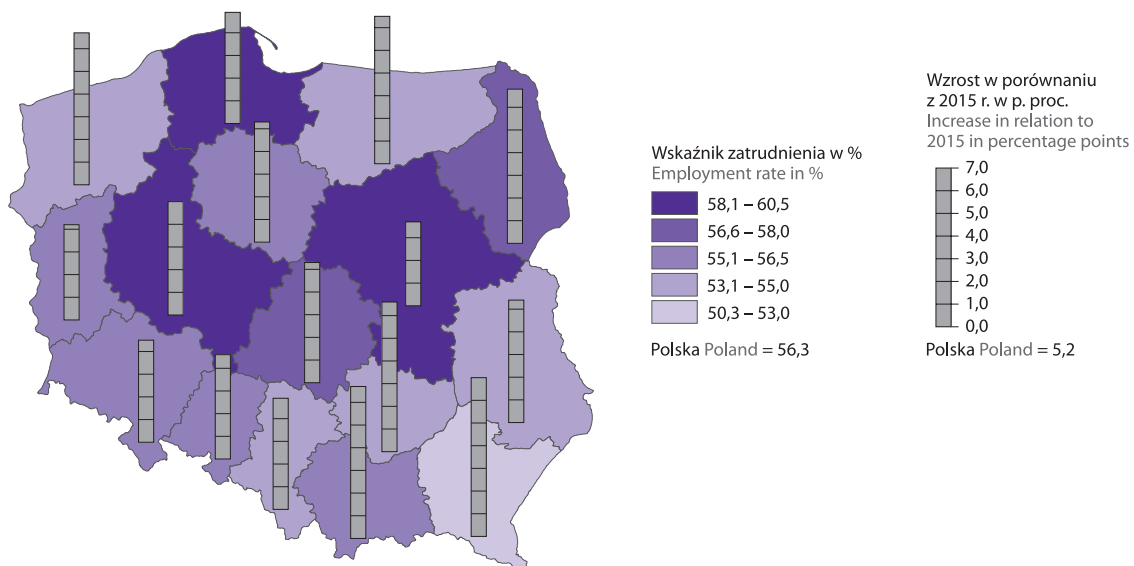 Wskaźnik zatrudnienia w %
Employment rate in %
58,1 – 60,5
56,6 – 58,0
55,1 – 56,5
53,1 – 55,0
50,3 – 53,0
Polska Poland = 56,3
Wzrost w porównaniu
z 2015 r. w p. proc.
Increase in relation to
2015 in percentage points
7,0
6,0
5,0
4,0
3,0
2,0
1,0
0,0
Polska Poland = 5,2